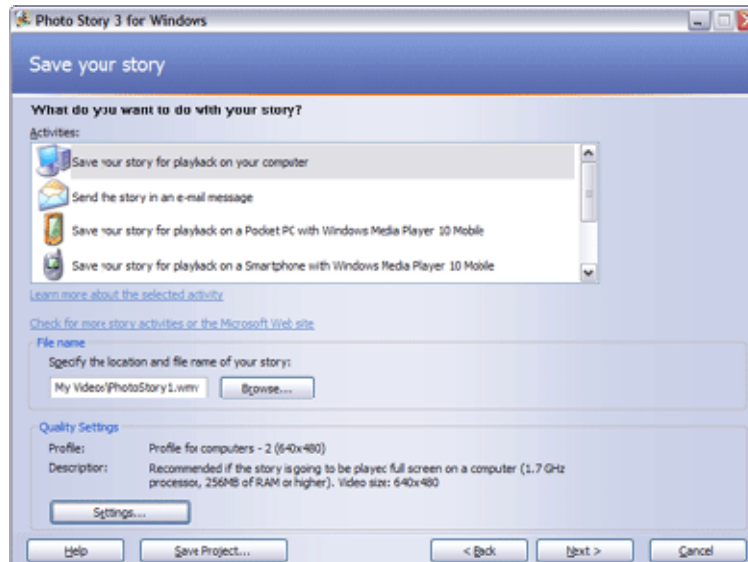 Photo Story 3 for Windows
Save your story
What do you want to do with your story?
Activities:
Save your story for playback on your computer
Send the story in an e-mail message
Save your story for playback on a Pocket PC with Windows Media Player 10 Mobile
Save your story for playback on a Smartphone with Windows Media Player 10 Mobile
Learn more about the selected activity
Check for more story activities on the Microsoft Web site
File name
Specify the location and file name of your story:
My Videos\PhotoStory1.wmv Browse...
Quality Settings
Profile: Profile for computers - 2 (640x480)
Description: Recommended if the story is going to be played full screen on a computer (1.7 GHz
processor, 256MB of RAM or higher). Video size: 640x480
Settings...
Help Save Project... < Back Next > Cancel